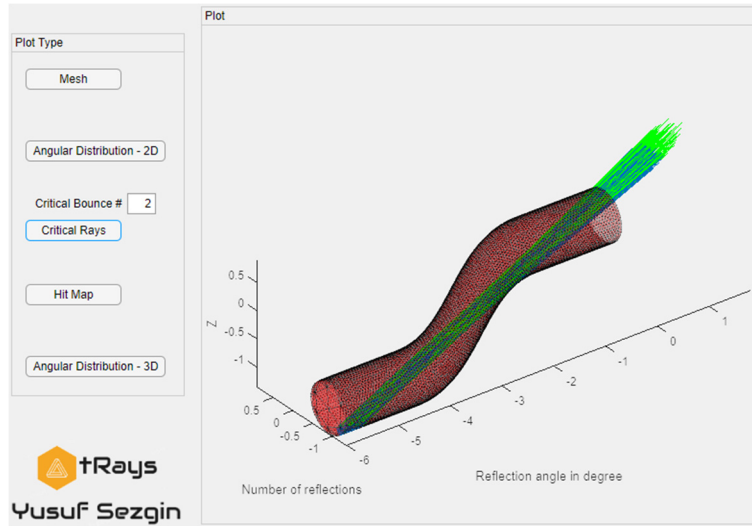 Plot Type
Mesh
Angular Distribution - 2D
Critical Bounce # 2
Critical Rays
Hit Map
Angular Distribution - 3D
tRays
Yusuf Sezgin
Plot
0.5
0
-0.5
-1
Z
0.5
0
-0.5
-1
-6
-5
-4
-3
-2
-1
0
1
Number of reflections
Reflection angle in degree